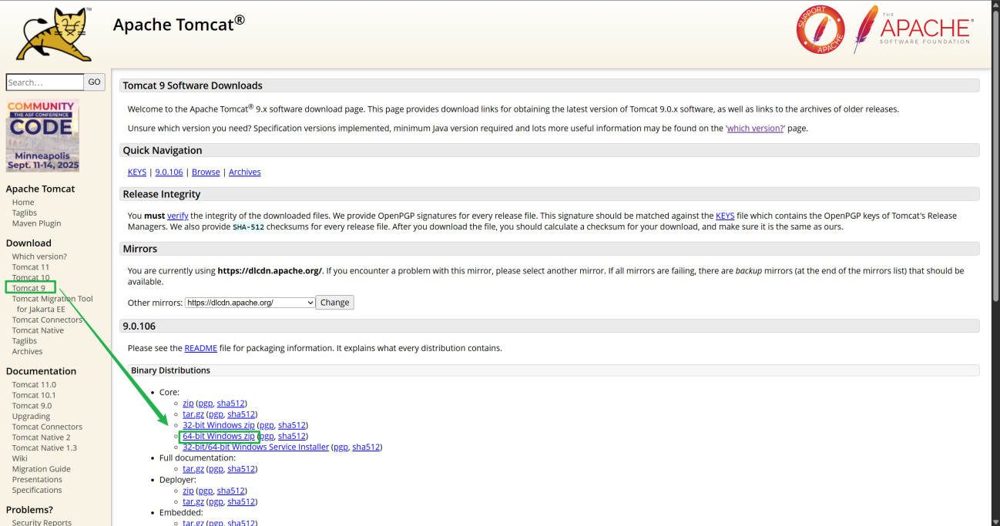 TM
Apache Tomcat®
SUPPORT APACHE
THE
APACHE®
SOFTWARE FOUNDATION
Search…
GO
COMMUNITY
THE ASF CONFERENCE
CODE
Minneapolis
Sept. 11-14, 2025
Apache Tomcat
Home
Taglibs
Maven Plugin
Download
Which version?
Tomcat 11
Tomcat 10
Tomcat 9
Tomcat Migration Tool
for Jakarta EE
Tomcat Connectors
Tomcat Native
Taglibs
Archives
Documentation
Tomcat 11.0
Tomcat 10.1
Tomcat 9.0
Upgrading
Tomcat Connectors
Tomcat Native 2
Tomcat Native 1.3
Wiki
Migration Guide
Presentations
Specifications
Problems?
Security Reports
Tomcat 9 Software Downloads
Welcome to the Apache Tomcat® 9.x software download page. This page provides download links for obtaining the latest version of Tomcat 9.0.x software, as well as links to the archives of older releases.
Unsure which version you need? Specification versions implemented, minimum Java version required and lots more useful information may be found on the 'which version?' page.
Quick Navigation
KEYS | 9.0.106 | Browse | Archives
Release Integrity
You must verify the integrity of the downloaded files. We provide OpenPGP signatures for every release file. This signature should be matched against the KEYS file which contains the OpenPGP keys of Tomcat's Release
Managers. We also provide SHA-512 checksums for every release file. After you download the file, you should calculate a checksum for your download, and make sure it is the same as ours.
Mirrors
You are currently using https://dlcdn.apache.org/. If you encounter a problem with this mirror, please select another mirror. If all mirrors are failing, there are backup mirrors (at the end of the mirrors list) that should be
available.
Other mirrors: https://dlcdn.apache.org/ Change
9.0.106
Please see the README file for packaging information. It explains what every distribution contains.
Binary Distributions
• Core:
◦ zip (pgp, sha512)
◦ tar.gz (pgp, sha512)
◦ 32-bit Windows zip (pgp, sha512)
◦ 64-bit Windows zip (pgp, sha512)
◦ 32-bit/64-bit Windows Service Installer (pgp, sha512)
• Full documentation:
◦ tar.gz (pgp, sha512)
• Deployer:
◦ zip (pgp, sha512)
◦ tar.gz (pgp, sha512)
• Embedded:
◦ tar.gz (pgp, sha512)